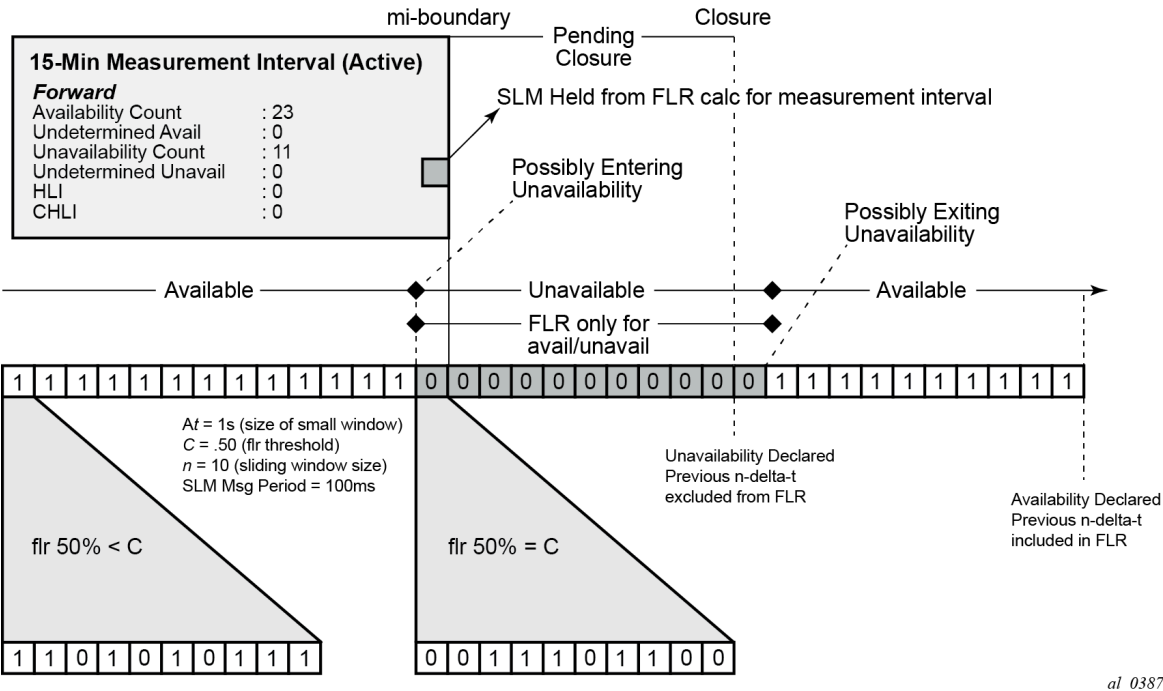 mi-boundary
Closure
Pending
Closure
15-Min Measurement Interval (Active)
Forward
Availability Count : 23
Undetermined Avail : 0
Unavailability Count : 11
Undetermined Unavail : 0
HLI : 0
CHLI : 0
SLM Held from FLR calc for measurement interval
Possibly Entering
Unavailability
Possibly Exiting
Unavailability
Available
Unavailable
Available
FLR only for
avail/unavail
1 1 1 1 1 1 1 1 1 1 1 1 1 0 0 0 0 0 0 0 0 0 0 0 1 1 1 1 1 1 1 1 1 1
At = 1s (size of small window)
C = .50 (flr threshold)
n = 10 (sliding window size)
SLM Msg Period = 100ms
Unavailability Declared
Previous n-delta-t
excluded from FLR
Availability Declared
Previous n-delta-t
included in FLR
flr 50% < C
flr 50% = C
1 1 0 1 0 1 0 1 1 1
0 0 1 1 1 0 1 1 0 0
al_0387